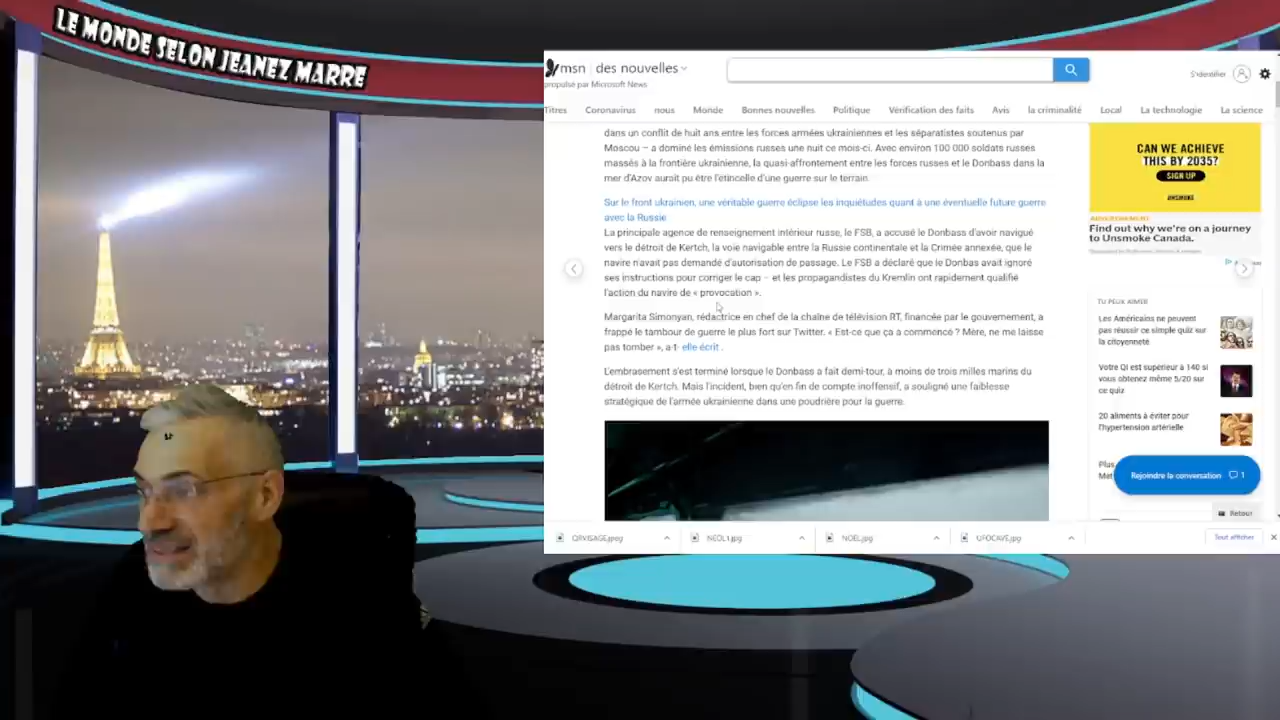 LE MONDE SELON JEANEZ MARRE
msn des nouvelles
propulsé par Microsoft News
S'identifier
Titres Coronavirus nous Monde Bonnes nouvelles Politique Vérification des faits Avis la criminalité Local La technologie La science
dans un conflit de huit ans entre les forces armées ukrainiennes et les séparatistes soutenus par
Moscou – a dominé les émissions russes une nuit ce mois-ci. Avec environ 100 000 soldats russes
massés à la frontière ukrainienne, la quasi-affrontement entre les forces russes et le Donbass dans la
mer d'Azov aurait pu être l'étincelle d'une guerre sur le terrain.
Sur le front ukrainien, une véritable guerre éclipse les inquiétudes quant à une éventuelle future guerre
avec la Russie
La principale agence de renseignement intérieur russe, le FSB, a accusé le Donbass d'avoir navigué
vers le détroit de Kertch, la voie navigable entre la Russie continentale et la Crimée annexée, que le
navire n'avait pas demandé d'autorisation de passage. Le FSB a déclaré que le Donbas avait ignoré
ses instructions pour corriger le cap – et les propagandistes du Kremlin ont rapidement qualifié
l'action du navire de « provocation ».
Margarita Simonyan, rédactrice en chef de la chaîne de télévision RT, financée par le gouvernement, a
frappé le tambour de guerre le plus fort sur Twitter. « Est-ce que ça a commencé ? Mère, ne me laisse
pas tomber », a-t- elle écrit .
L'embrasement s'est terminé lorsque le Donbass a fait demi-tour, à moins de trois milles marins du
détroit de Kertch. Mais l'incident, bien qu'en fin de compte inoffensif, a souligné une faiblesse
stratégique de l'armée ukrainienne dans une poudrière pour la guerre.
CAN WE ACHIEVE
THIS BY 2035?
SIGN UP
UNSMOKE
ADVERTISEMENT
Find out why we're on a journey
to Unsmoke Canada.
TU PEUX AIMER
Les Américains ne peuvent
pas réussir ce simple quiz sur
la citoyenneté
Votre QI est supérieur à 140 si
vous obtenez même 5/20 sur
ce quiz
20 aliments à éviter pour
l'hypertension artérielle
Plus
Met
Rejoindre la conversation 1
Retour
QRVISAGE.jpeg NEOL1.jpg NOEL.jpg UFOCAVE.jpg Tout afficher